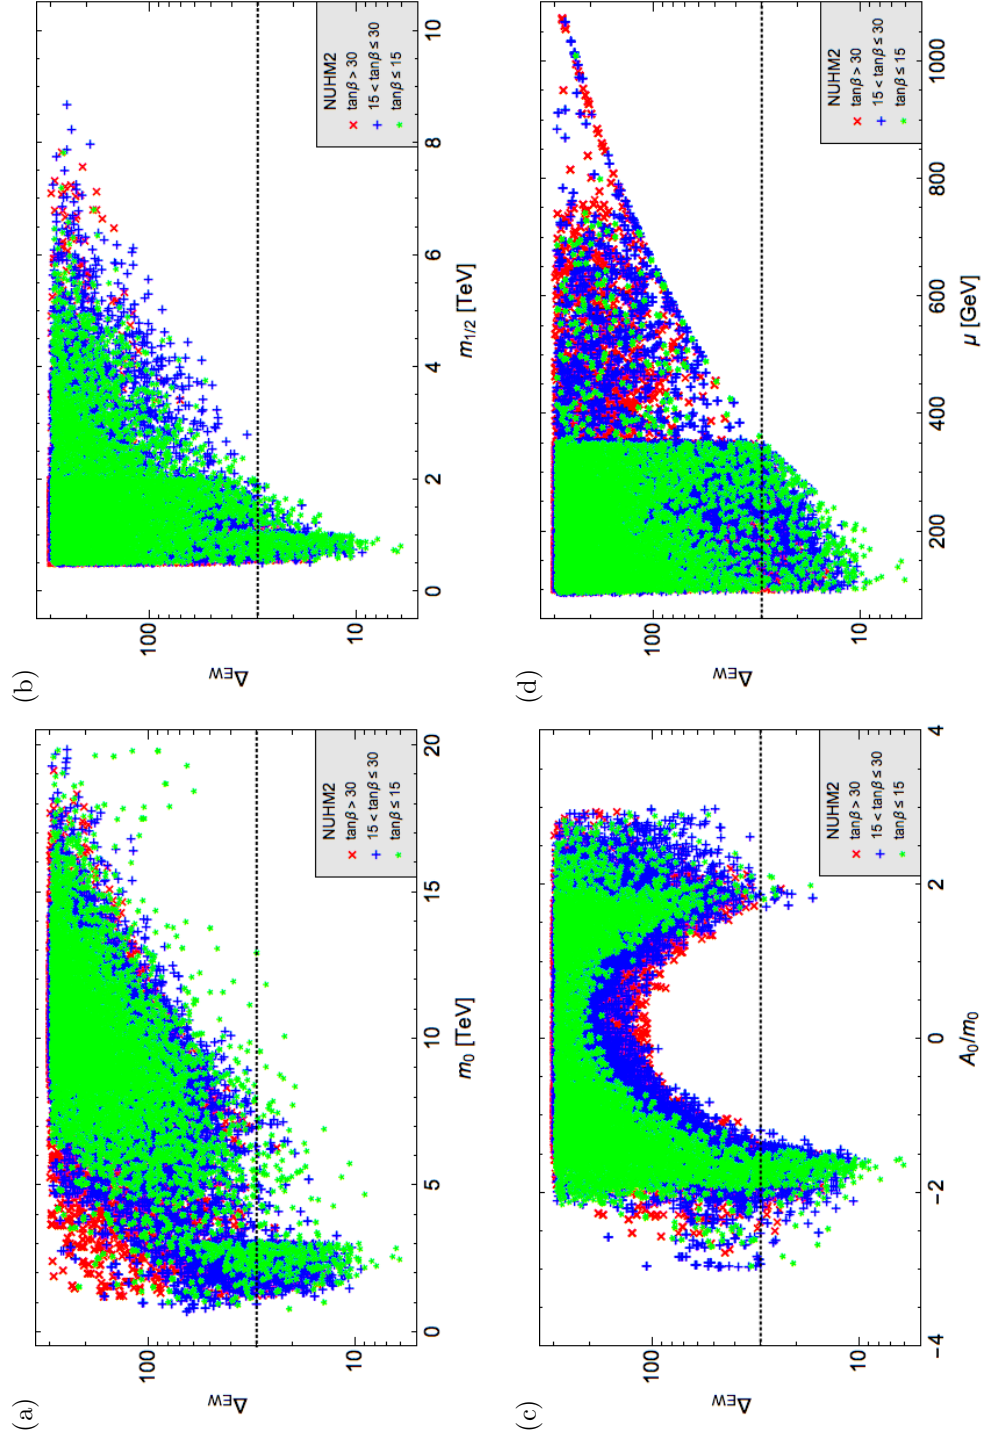 (a)
Δ_EW
100
10
0
5
10
15
20
m_0 [TeV]
NUHM2
tanβ > 30
15 < tanβ ≤ 30
tanβ ≤ 15
(b)
Δ_EW
100
10
0
2
4
6
8
10
m_{1/2} [TeV]
NUHM2
tanβ > 30
15 < tanβ ≤ 30
tanβ ≤ 15
(c)
Δ_EW
100
10
−4
−2
0
2
4
A_0/m_0
NUHM2
tanβ > 30
15 < tanβ ≤ 30
tanβ ≤ 15
(d)
Δ_EW
100
10
200
400
600
800
1000
μ [GeV]
NUHM2
tanβ > 30
15 < tanβ ≤ 30
tanβ ≤ 15